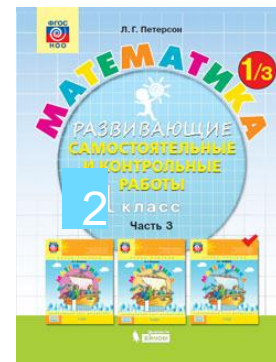 ФГОС
НОО
Л. Г. Петерсон
МАТЕМАТИКА
1/3
РАЗВИВАЮЩИЕ
САМОСТОЯТЕЛЬНЫЕ
И КОНТРОЛЬНЫЕ
РАБОТЫ
2
класс
Часть 3
БИНОМ